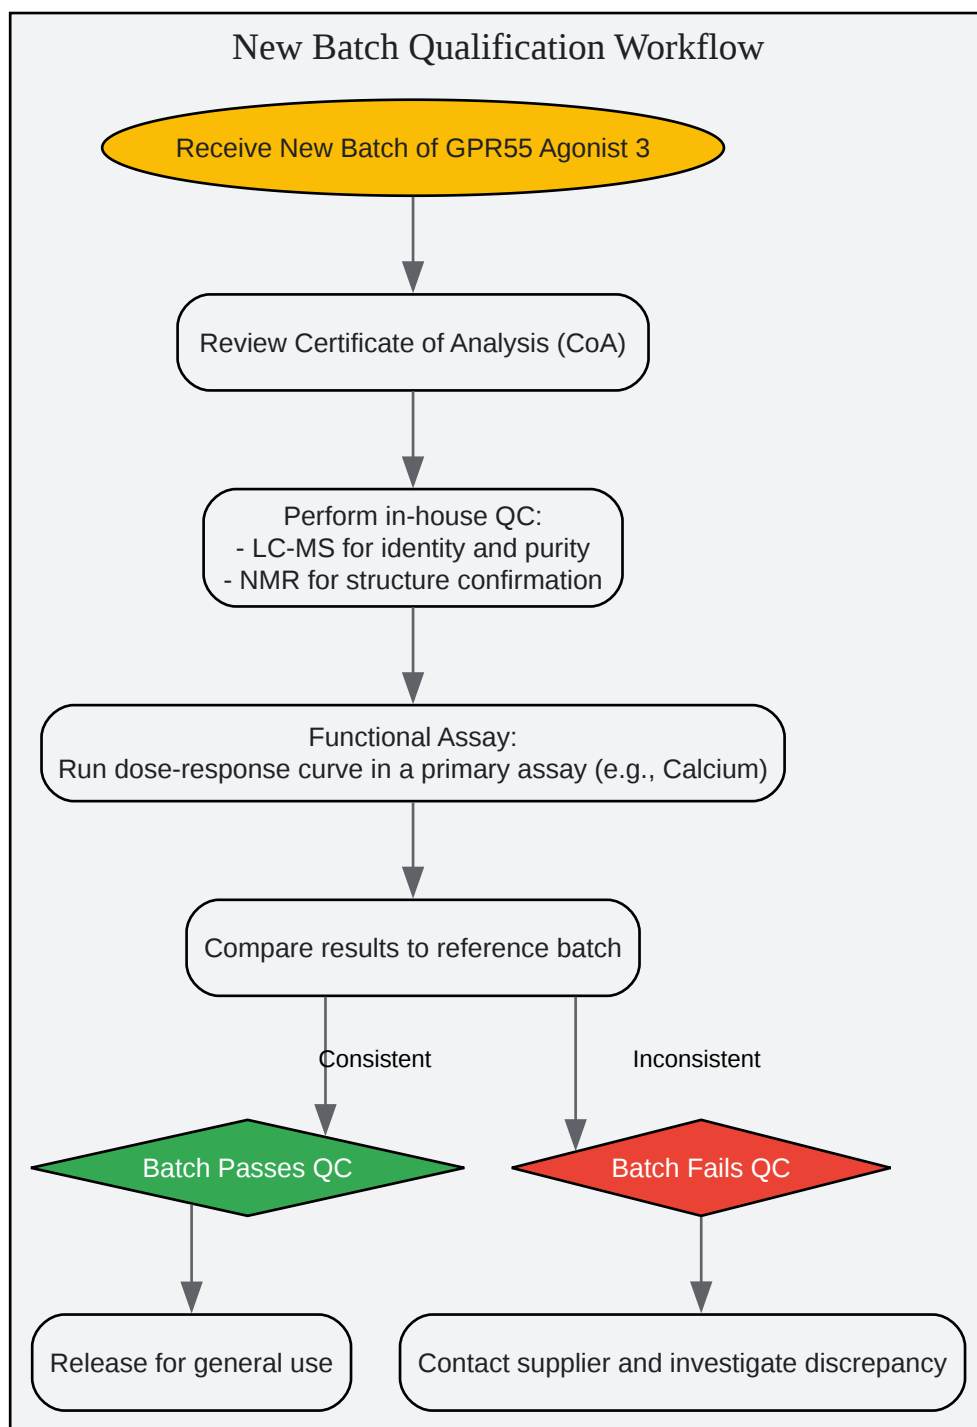 New Batch Qualification Workflow
Receive New Batch of GPR55 Agonist 3
Review Certificate of Analysis (CoA)
Perform in-house QC:
- LC-MS for identity and purity
- NMR for structure confirmation
Functional Assay:
Run dose-response curve in a primary assay (e.g., Calcium)
Compare results to reference batch
Consistent
Inconsistent
Batch Passes QC
Batch Fails QC
Release for general use
Contact supplier and investigate discrepancy